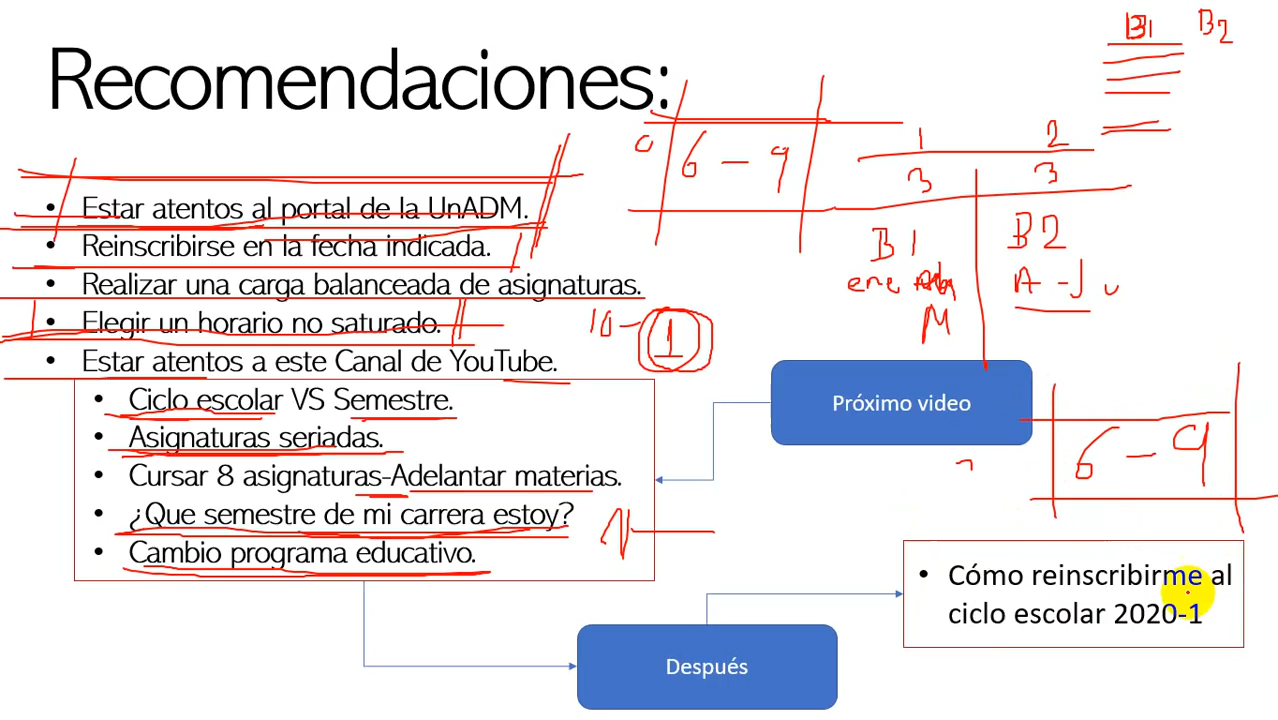 Recomendaciones:
B1 B2
6 - 9
1 2
3 3
• Estar atentos al portal de la UnADM.
• Reinscribirse en la fecha indicada.
• Realizar una carga balanceada de asignaturas.
• Elegir un horario no saturado.
• Estar atentos a este Canal de YouTube.
B1 B2
ene
A - J
M
10 - 1
• Ciclo escolar VS Semestre.
• Asignaturas seriadas.
• Cursar 8 asignaturas-Adelantar materias.
• ¿Que semestre de mi carrera estoy?
• Cambio programa educativo.
Próximo video
6 - 9
• Cómo reinscribirme al
ciclo escolar 2020-1
Después